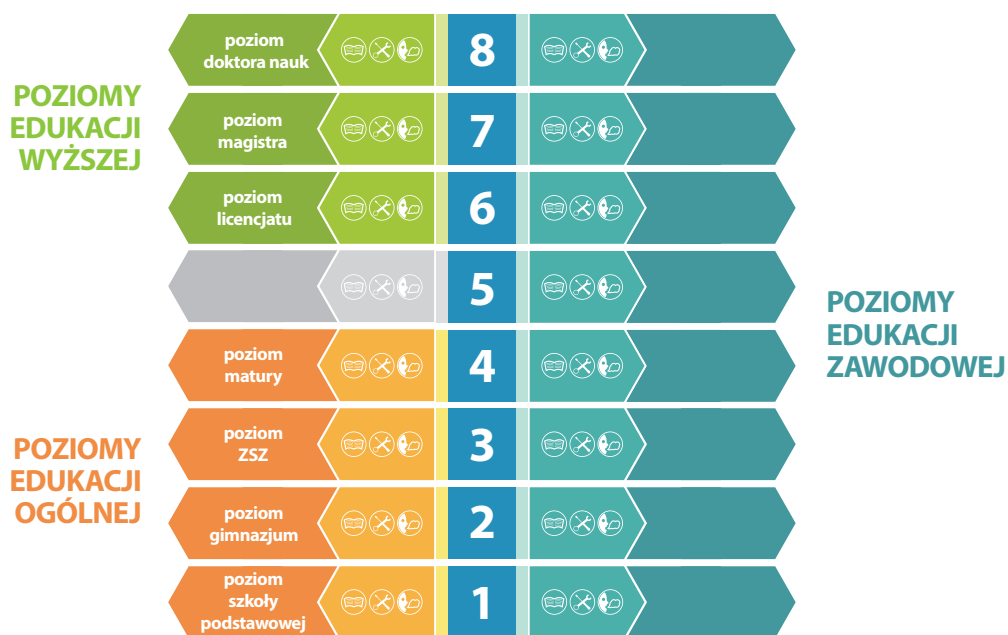 POZIOMY
EDUKACJI
WYŻSZEJ
poziom
doktora nauk
8
poziom
magistra
7
poziom
licencjatu
6
5
POZIOMY
EDUKACJI
ZAWODOWEJ
POZIOMY
EDUKACJI
OGÓLNEJ
poziom
matury
4
poziom
ZSZ
3
poziom
gimnazjum
2
poziom
szkoły
podstawowej
1